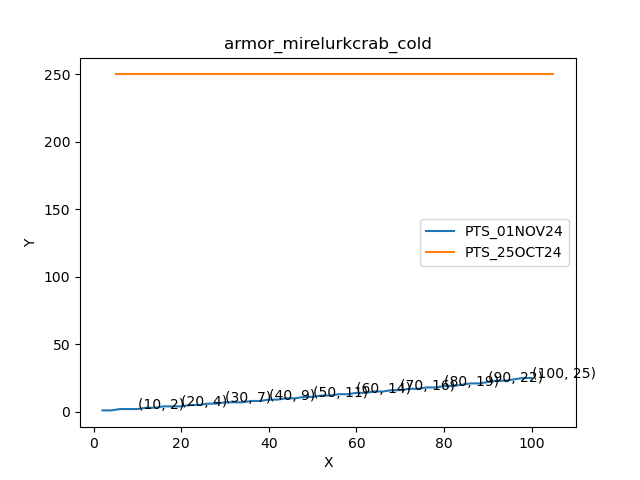 armor_mirelurkcrab_cold
250
200
150
100
50
0
Y
PTS_01NOV24
PTS_25OCT24
(10, 2)
(20, 4)
(30, 7)
(40, 9)
(50, 11)
(60, 14)
(70, 16)
(80, 19)
(90, 22)
(100, 25)
0 20 40 60 80 100
X